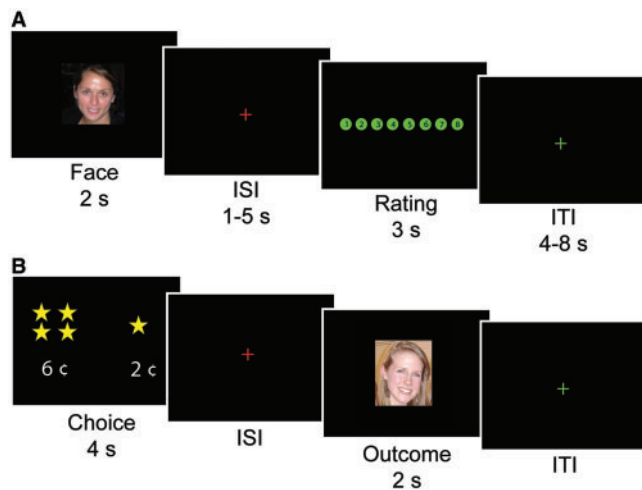 A
Face
2 s
ISI
1-5 s
1 2 3 4 5 6 7 8
Rating
3 s
ITI
4-8 s
B
6 ¢ 2 ¢
Choice
4 s
ISI
Outcome
2 s
ITI